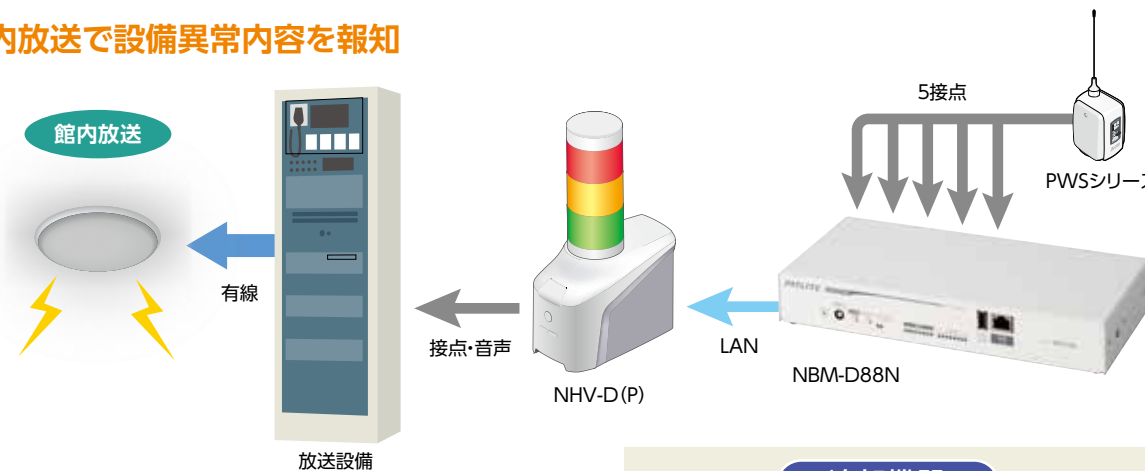 内放送で設備異常内容を報知
館内放送
有線
放送設備
接点・音声
NHV-D(P)
LAN
NBM-D88N
5接点
PWSシリーズ
PATLITE